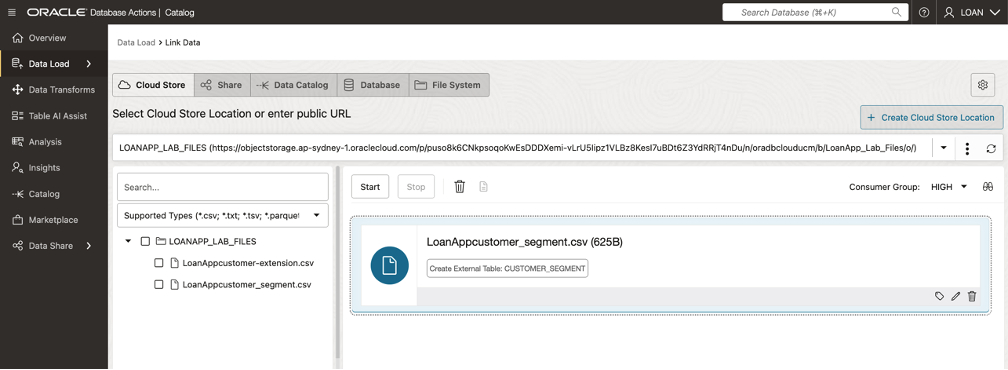 ORACLE Database Actions | Catalog
Search Database (⌘+K)
LOAN
Overview
Data Load
Data Transforms
Table AI Assist
Analysis
Insights
Catalog
Marketplace
Data Share
Data Load > Link Data
Cloud Store
Share
Data Catalog
Database
File System
Select Cloud Store Location or enter public URL
+ Create Cloud Store Location
LOANAPP_LAB_FILES (https://objectstorage.ap-sydney-1.oraclecloud.com/p/puso8k6CNkpsoqoKwEsDDDXemi-vLrU5Iipz1VLBz8KesI7uBDt6Z3YdRRjT4nDu/n/oradbclouducm/b/LoanApp_Lab_Files/o/)
Search...
Supported Types (*.csv; *.txt; *.tsv; *.parquet
LOANAPP_LAB_FILES
LoanAppcustomer-extension.csv
LoanAppcustomer_segment.csv
Start
Stop
Consumer Group: HIGH
LoanAppcustomer_segment.csv (625B)
Create External Table: CUSTOMER_SEGMENT